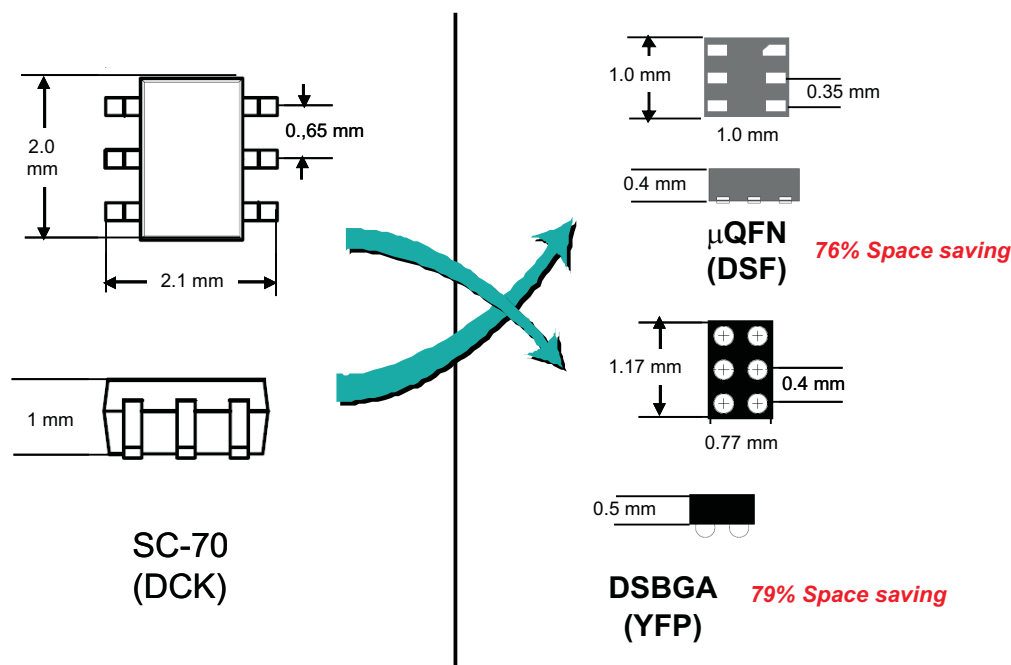 2.0
mm
0.,65 mm
2.1 mm
1 mm
SC-70
(DCK)
1.0 mm
0.35 mm
1.0 mm
0.4 mm
μQFN
(DSF)
76% Space saving
1.17 mm
0.4 mm
0.77 mm
0.5 mm
DSBGA
(YFP)
79% Space saving